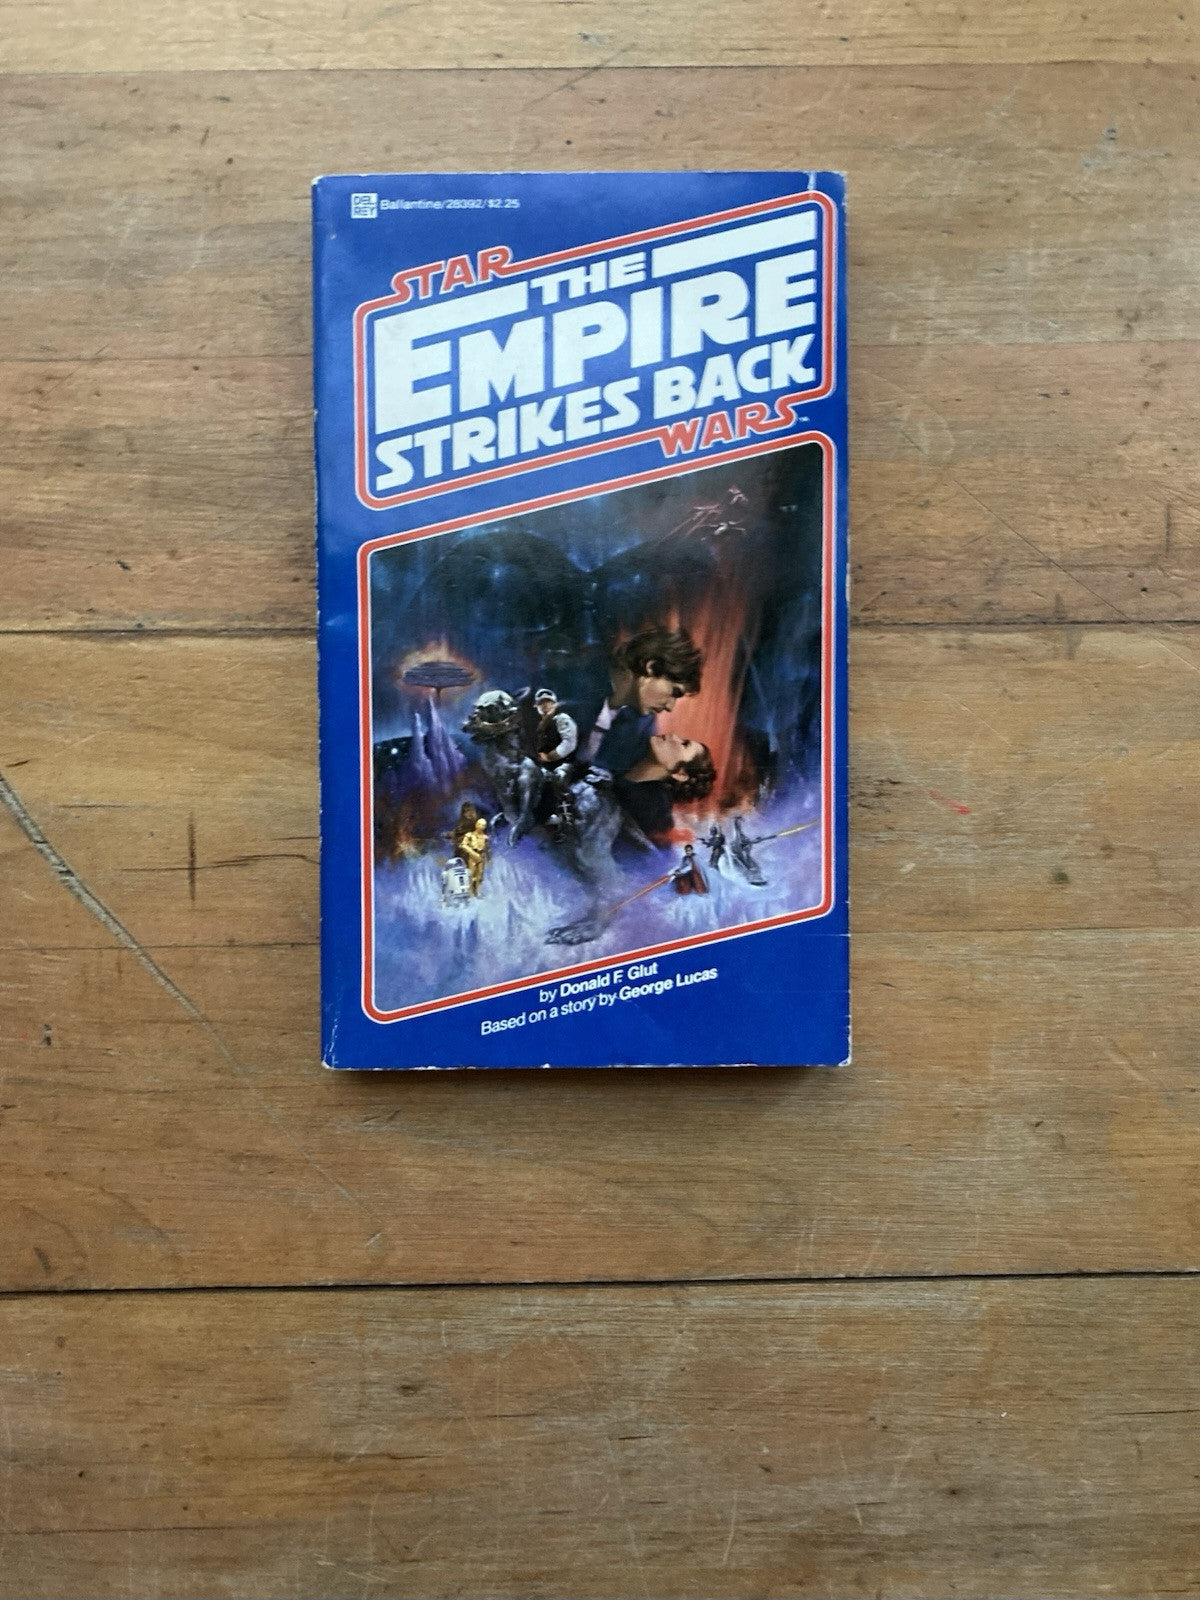 DEL REY
Ballantine/28392/$2.25
STAR
THE
EMPIRE
STRIKES BACK
WARS™
by Donald F. Glut
Based on a story by George Lucas